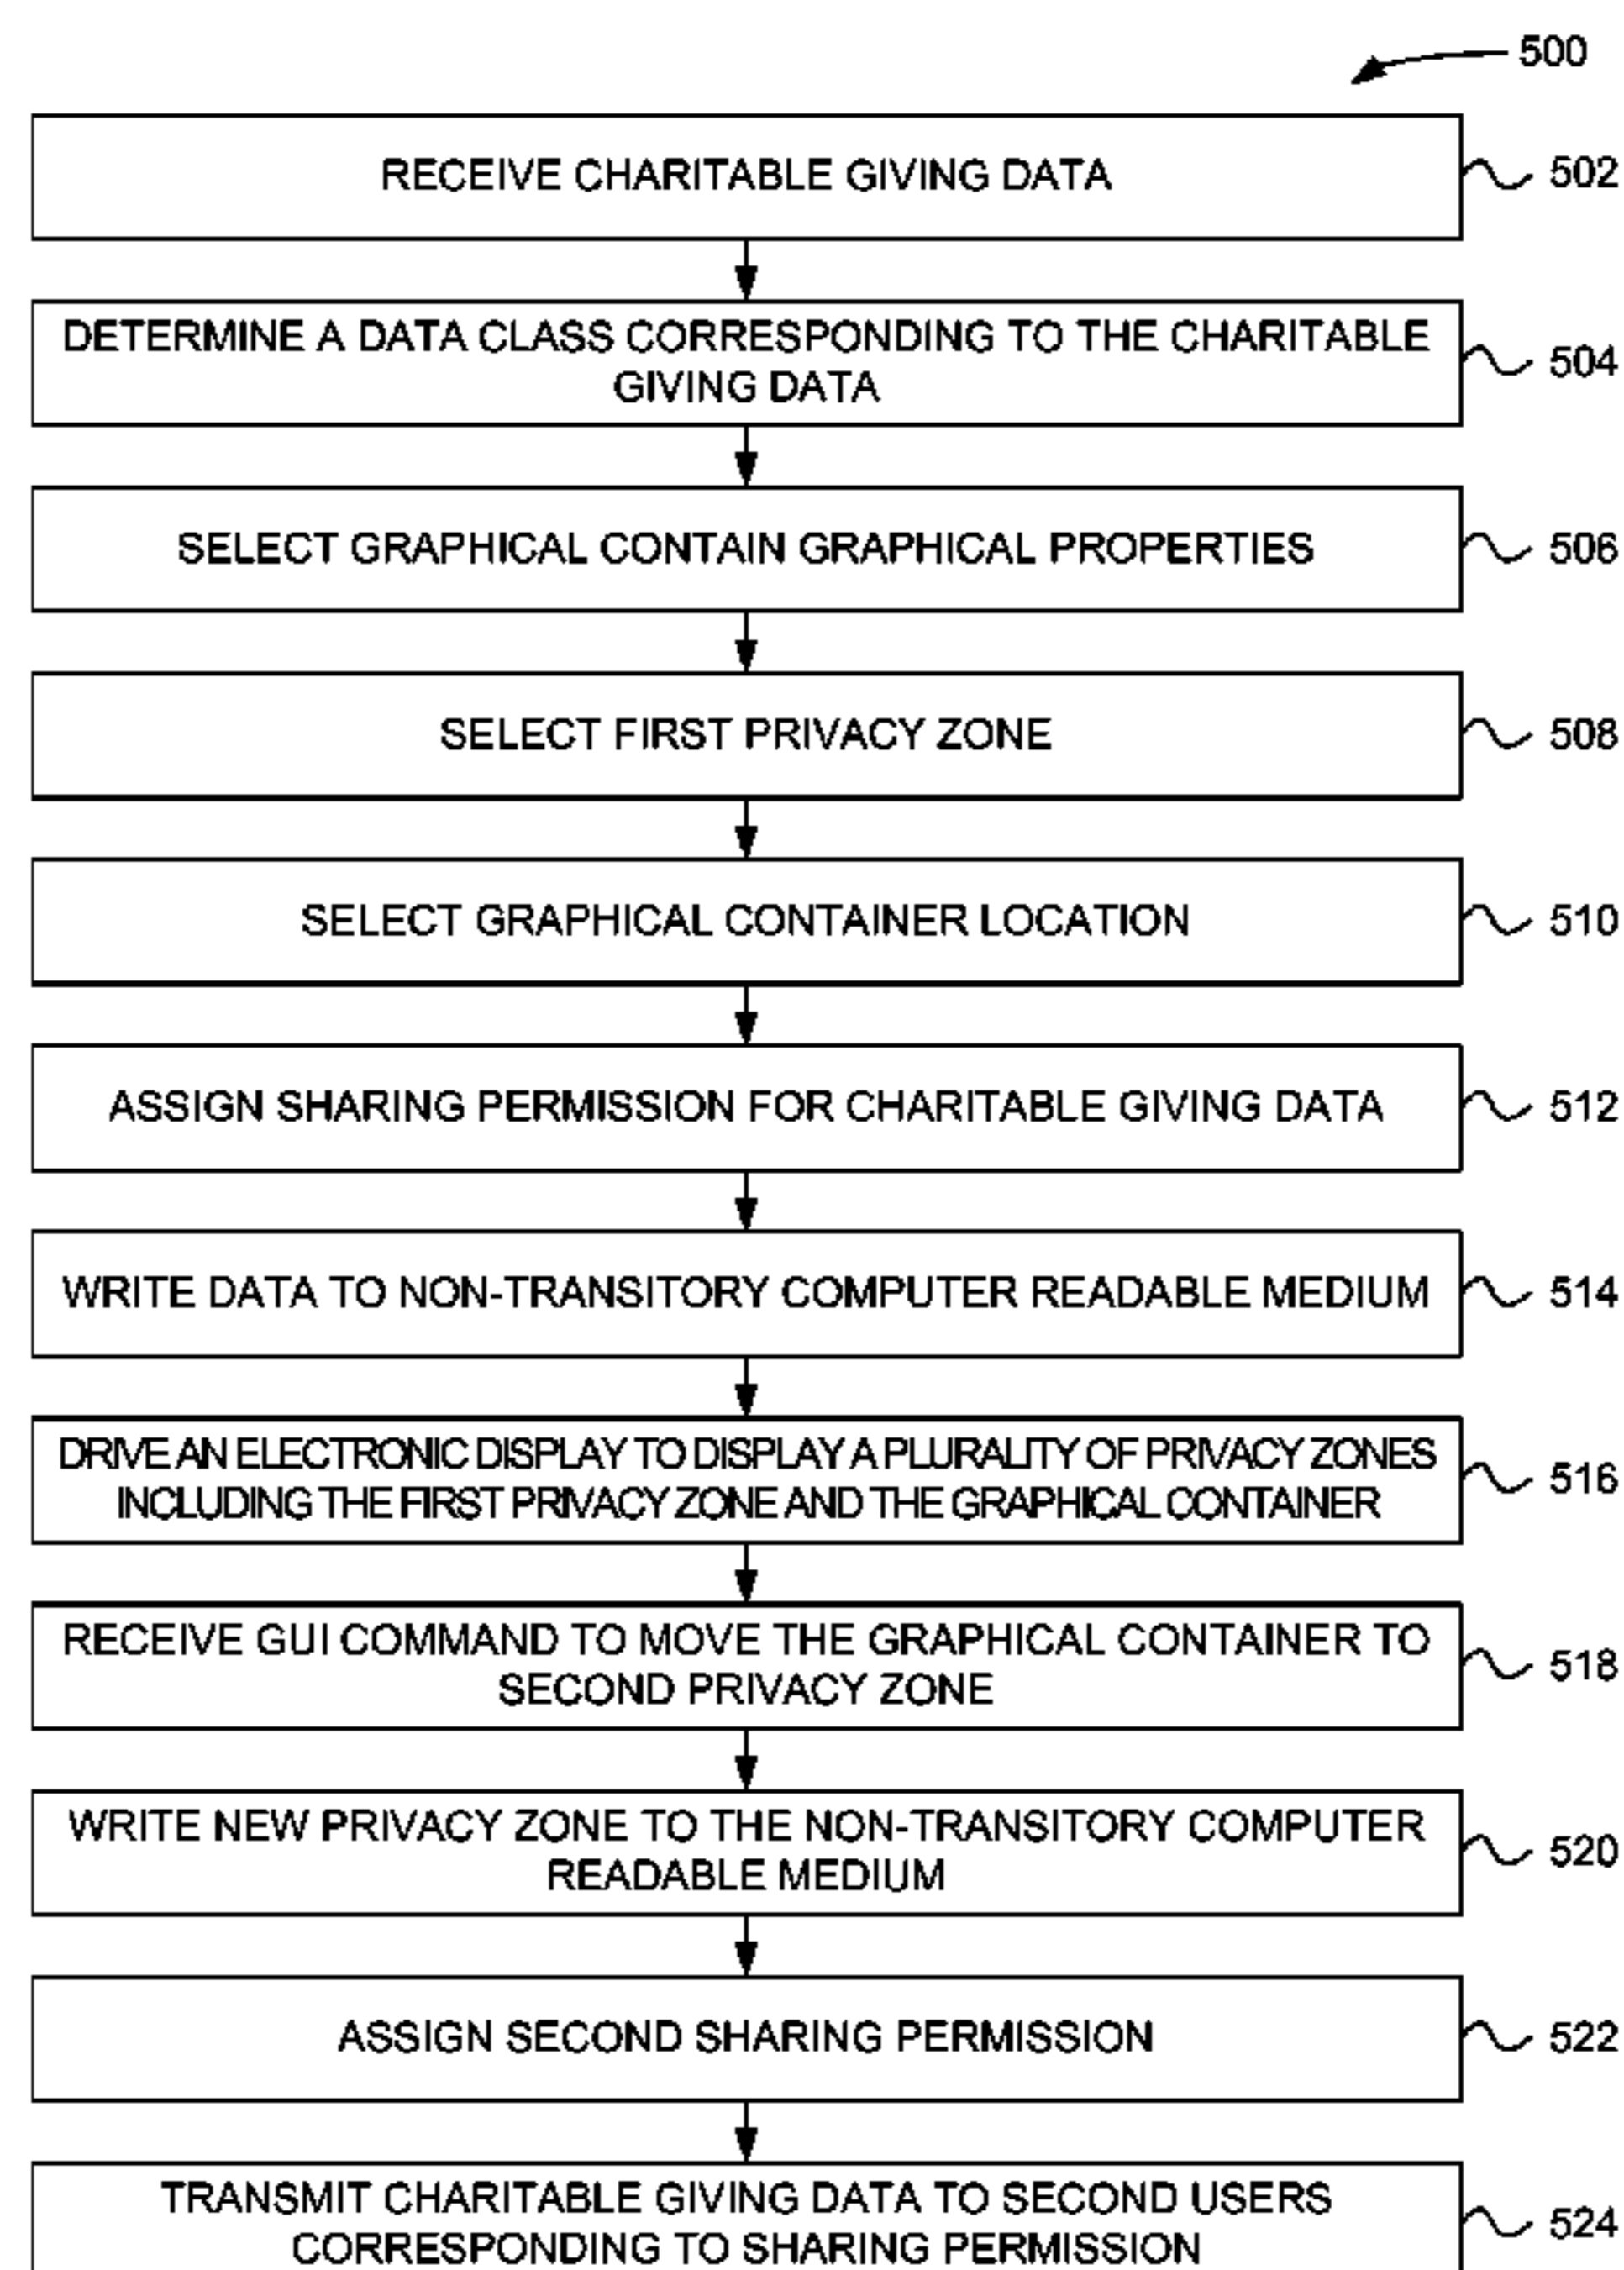 500
RECEIVE CHARITABLE GIVING DATA
502
DETERMINE A DATA CLASS CORRESPONDING TO THE CHARITABLE
GIVING DATA
504
SELECT GRAPHICAL CONTAIN GRAPHICAL PROPERTIES
506
SELECT FIRST PRIVACY ZONE
508
SELECT GRAPHICAL CONTAINER LOCATION
510
ASSIGN SHARING PERMISSION FOR CHARITABLE GIVING DATA
512
WRITE DATA TO NON-TRANSITORY COMPUTER READABLE MEDIUM
514
DRIVE AN ELECTRONIC DISPLAY TO DISPLAY A PLURALITY OF PRIVACY ZONES
INCLUDING THE FIRST PRIVACY ZONE AND THE GRAPHICAL CONTAINER
516
RECEIVE GUI COMMAND TO MOVE THE GRAPHICAL CONTAINER TO
SECOND PRIVACY ZONE
518
WRITE NEW PRIVACY ZONE TO THE NON-TRANSITORY COMPUTER
READABLE MEDIUM
520
ASSIGN SECOND SHARING PERMISSION
522
TRANSMIT CHARITABLE GIVING DATA TO SECOND USERS
CORRESPONDING TO SHARING PERMISSION
524